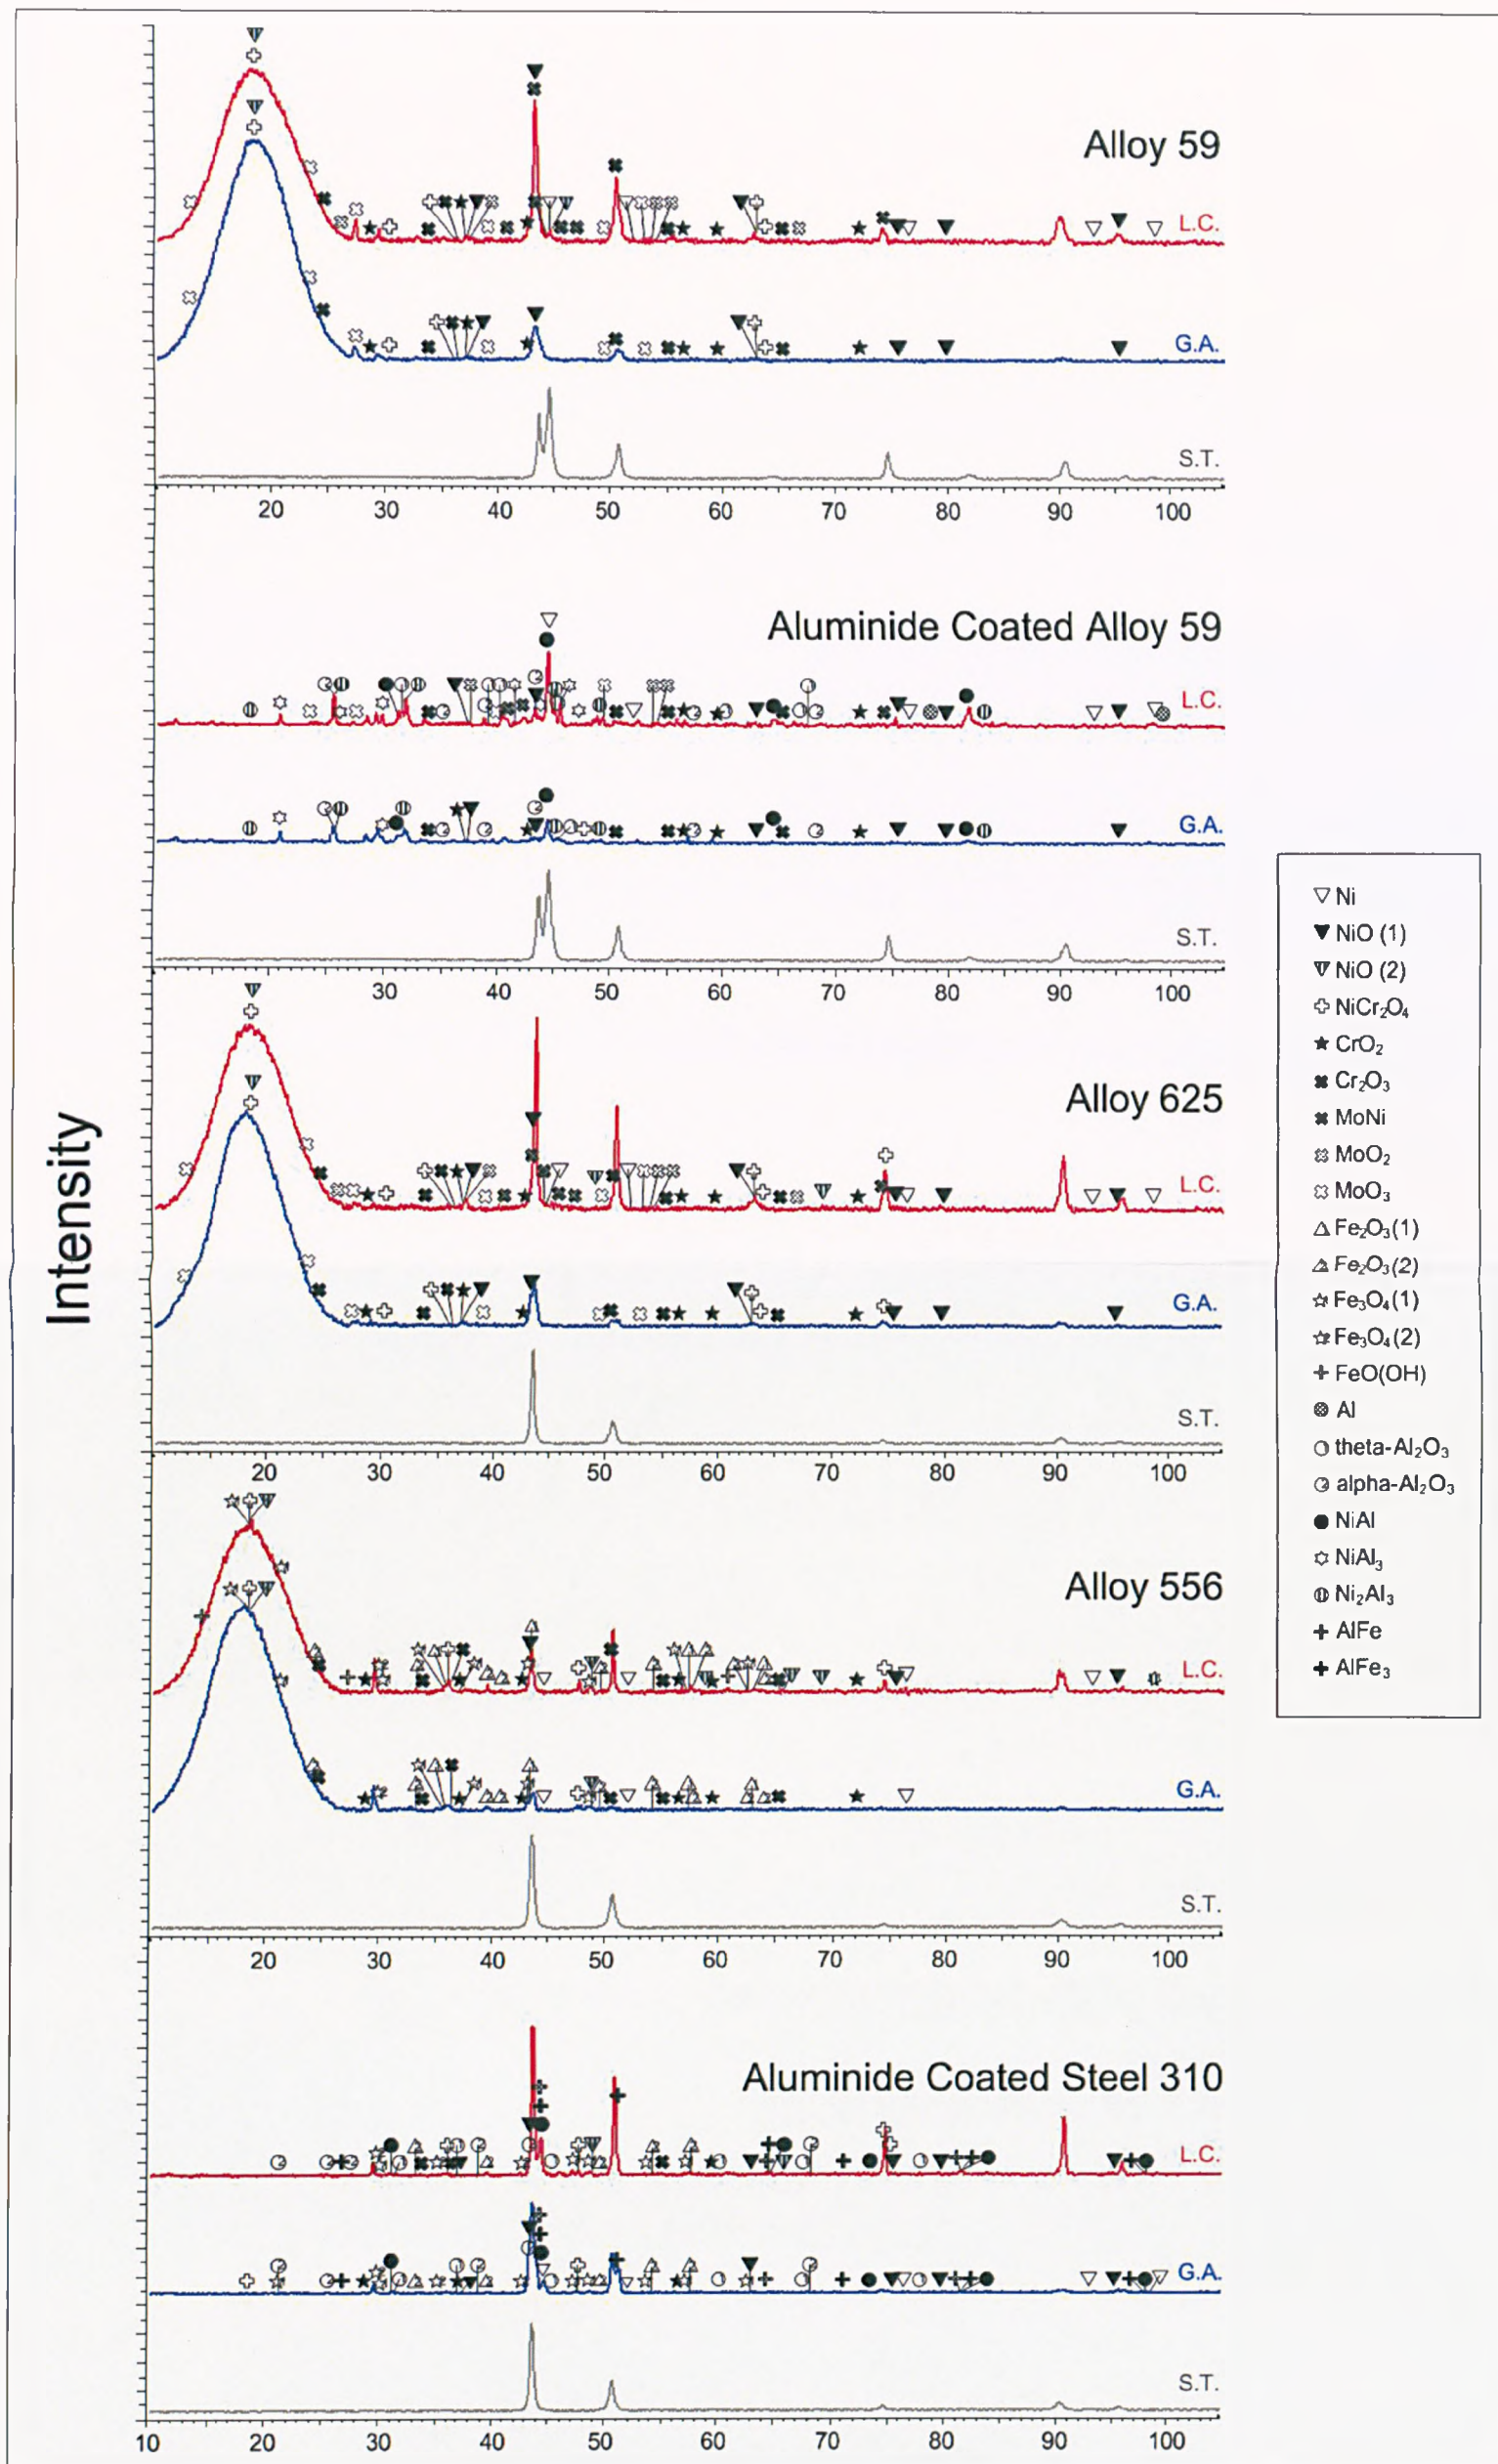 Intensity
Alloy 59
L.C.
G.A.
S.T.
20 30 40 50 60 70 80 90 100
Aluminide Coated Alloy 59
L.C.
G.A.
S.T.
30 40 50 60 70 80 90 100
Alloy 625
L.C.
G.A.
S.T.
20 30 40 50 60 70 80 90 100
Alloy 556
L.C.
G.A.
S.T.
20 30 40 50 60 70 80 90 100
Aluminide Coated Steel 310
L.C.
G.A.
S.T.
10 20 30 40 50 60 70 80 90 100
Ni
NiO (1)
NiO (2)
NiCr₂O₄
CrO₂
Cr₂O₃
MoNi
MoO₂
MoO₃
Fe₂O₃(1)
Fe₂O₃(2)
Fe₃O₄(1)
Fe₃O₄(2)
FeO(OH)
Al
theta-Al₂O₃
alpha-Al₂O₃
NiAl
NiAl₃
Ni₂Al₃
AlFe
AlFe₃